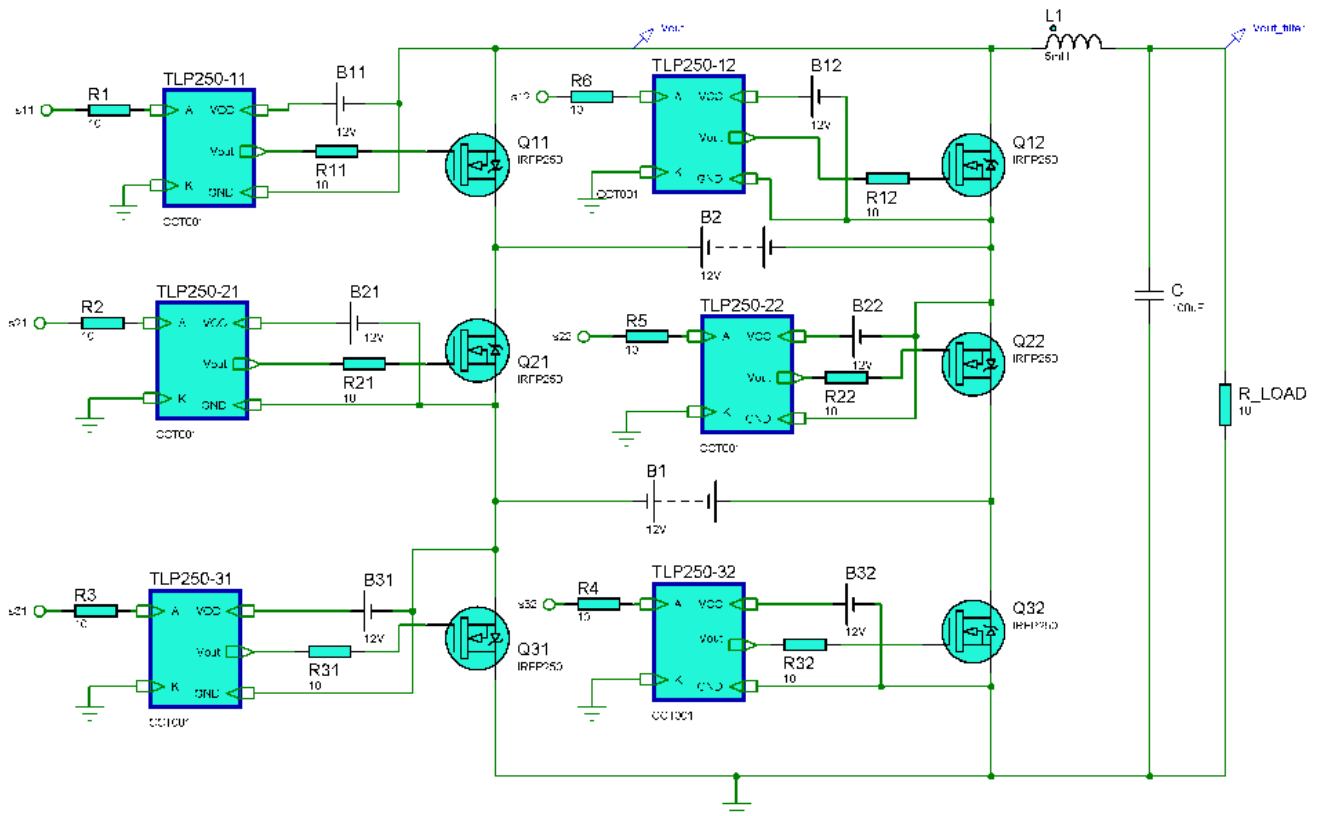 L1
Vout
5mH
TLP250-11
B11
TLP250-12
B12
R1
R6
s11
A
VCC
10
12V
Q11
IRFP250
Vout
R11
10
K
GND
s12
A
VCC
10
12V
Vout
Q12
IRFP250
K
GND
R12
10
B2
12V
TLP250-21
B21
R2
s21
A
VCC
12V
Q21
IRFP250
Vout
R21
10
K
GND
TLP250-22
B22
R5
s22
A
VCC
12V
Q22
IRFP250
Vout
R22
10
K
GND
C
100uF
R_LOAD
10
B1
12V
TLP250-31
B31
R3
A
VCC
12V
Q31
IRFP250
Vout
R31
10
K
GND
TLP250-32
B32
R4
s32
A
VCC
12V
Q32
IRFP250
Vout
R32
10
K
GND